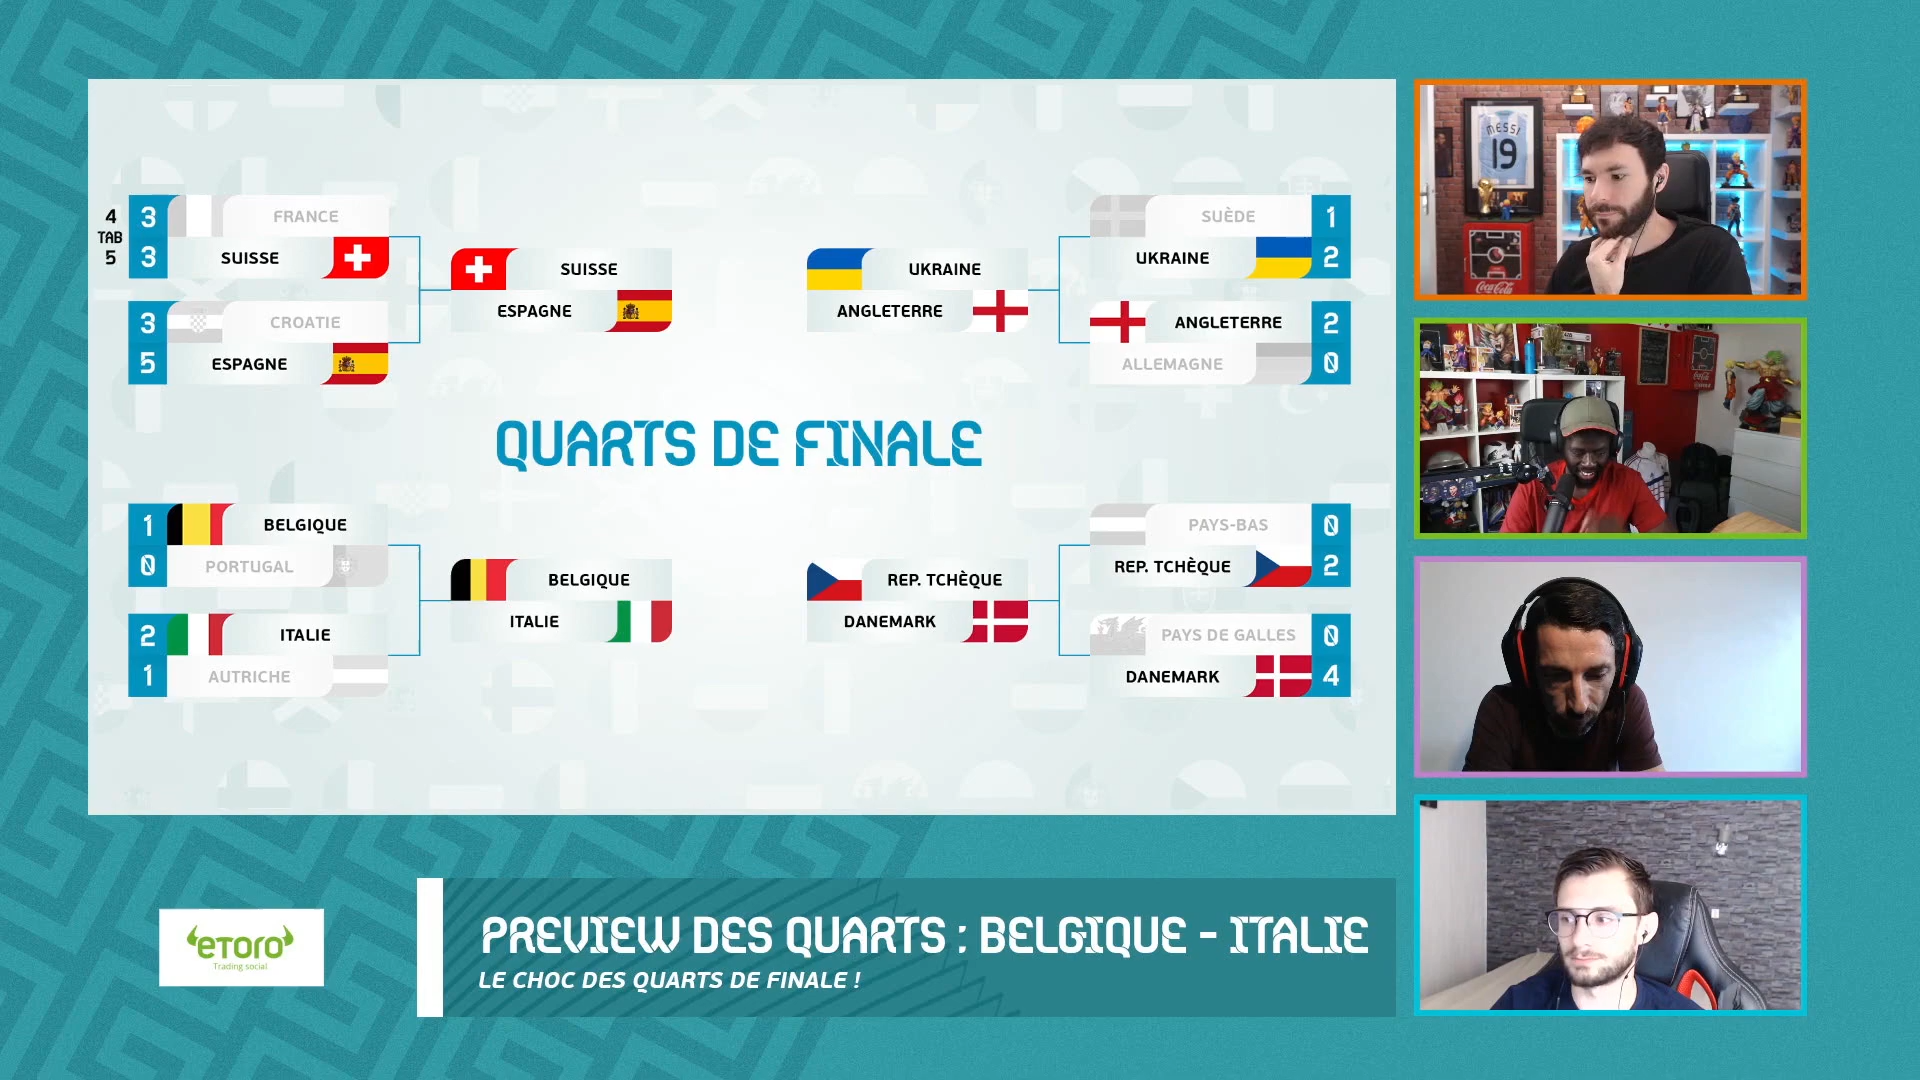 4
TAB
5
3
FRANCE
3
SUISSE
3
CROATIE
5
ESPAGNE
SUISSE
ESPAGNE
UKRAINE
ANGLETERRE
SUÈDE
1
UKRAINE
2
ANGLETERRE
2
ALLEMAGNE
0
QUARTS DE FINALE
1
BELGIQUE
0
PORTUGAL
2
ITALIE
1
AUTRICHE
BELGIQUE
ITALIE
REP. TCHÈQUE
DANEMARK
PAYS-BAS
0
REP. TCHÈQUE
2
PAYS DE GALLES
0
DANEMARK
4
MESSI
19
Coca-Cola
eToro
Trading social
PREVIEW DES QUARTS : BELGIQUE - ITALIE
LE CHOC DES QUARTS DE FINALE !